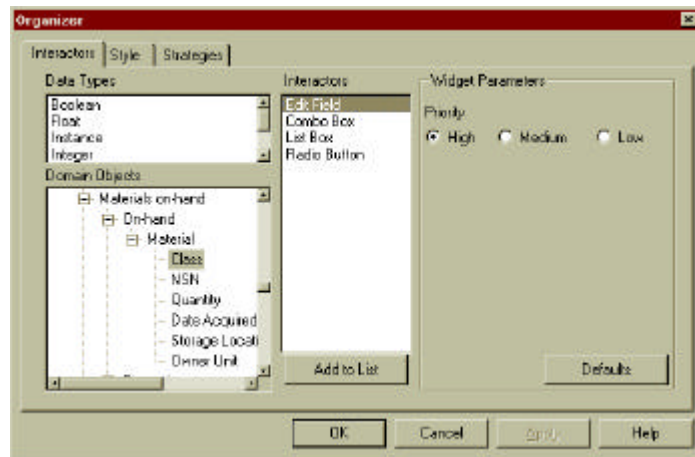 Organizer
Interactors Style Strategies
Data Types
Boolean
Float
Instance
Integer
Domain Objects
Materials on-hand
On-hand
Material
Class
NSN
Quantity
Date Acquired
Storage Locati
Owner Unit
Interactors
Edit Field
Combo Box
List Box
Radio Button
Add to List
Widget Parameters
Priority
High Medium Low
Defaults
OK Cancel Apply Help